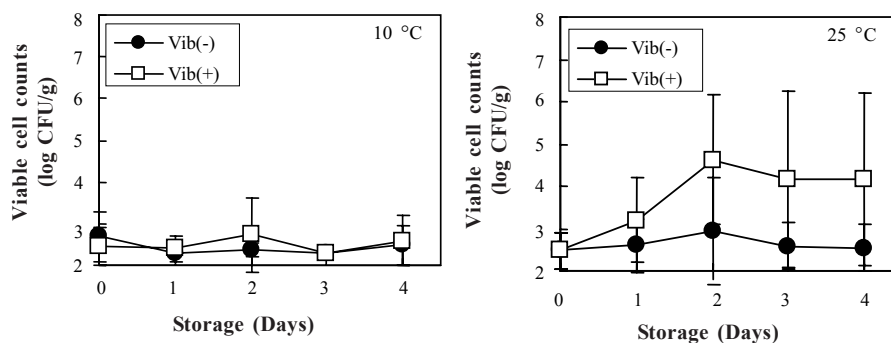 10 °C
Vib(-)
Vib(+)
Viable cell counts
(log CFU/g)
8
7
6
5
4
3
2
0
1
2
3
4
Storage (Days)
25 °C
Vib(-)
Vib(+)
Viable cell counts
(log CFU/g)
8
7
6
5
4
3
2
0
1
2
3
4
Storage (Days)